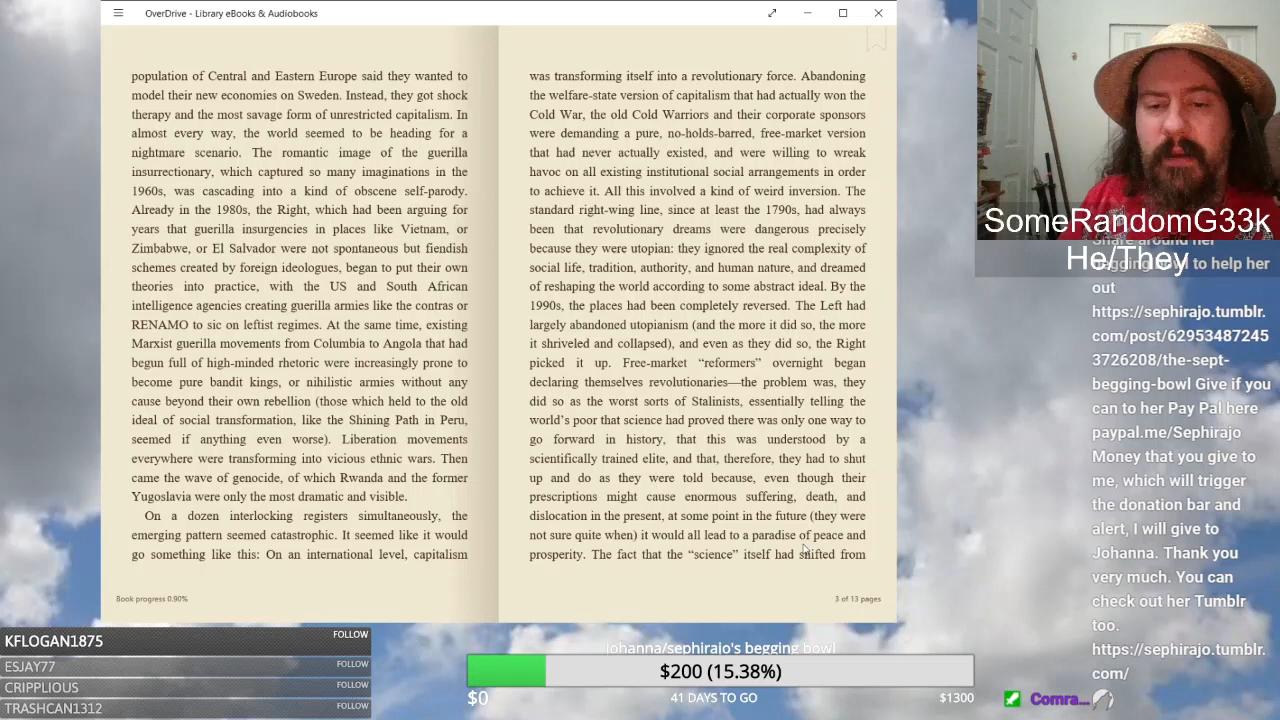 OverDrive - Library eBooks & Audiobooks
population of Central and Eastern Europe said they wanted to
model their new economies on Sweden. Instead, they got shock
therapy and the most savage form of unrestricted capitalism. In
almost every way, the world seemed to be heading for a
nightmare scenario. The romantic image of the guerilla
insurrectionary, which captured so many imaginations in the
1960s, was cascading into a kind of obscene self-parody.
Already in the 1980s, the Right, which had been arguing for
years that guerilla insurgencies in places like Vietnam, or
Zimbabwe, or El Salvador were not spontaneous but fiendish
schemes created by foreign ideologues, began to put their own
theories into practice, with the US and South African
intelligence agencies creating guerilla armies like the contras or
RENAMO to sic on leftist regimes. At the same time, existing
Marxist guerilla movements from Columbia to Angola that had
begun full of high-minded rhetoric were increasingly prone to
become pure bandit kings, or nihilistic armies without any
cause beyond their own rebellion (those which held to the old
ideal of social transformation, like the Shining Path in Peru,
seemed if anything even worse). Liberation movements
everywhere were transforming into vicious ethnic wars. Then
came the wave of genocide, of which Rwanda and the former
Yugoslavia were only the most dramatic and visible.
On a dozen interlocking registers simultaneously, the
emerging pattern seemed catastrophic. It seemed like it would
go something like this: On an international level, capitalism
Book progress 0.90%
was transforming itself into a revolutionary force. Abandoning
the welfare-state version of capitalism that had actually won the
Cold War, the old Cold Warriors and their corporate sponsors
were demanding a pure, no-holds-barred, free-market version
that had never actually existed, and were willing to wreak
havoc on all existing institutional social arrangements in order
to achieve it. All this involved a kind of weird inversion. The
standard right-wing line, since at least the 1790s, had always
been that revolutionary dreams were dangerous precisely
because they were utopian: they ignored the real complexity of
social life, tradition, authority, and human nature, and dreamed
of reshaping the world according to some abstract ideal. By the
1990s, the places had been completely reversed. The Left had
largely abandoned utopianism (and the more it did so, the more
it shriveled and collapsed), and even as they did so, the Right
picked it up. Free-market “reformers” overnight began
declaring themselves revolutionaries—the problem was, they
did so as the worst sorts of Stalinists, essentially telling the
world’s poor that science had proved there was only one way to
go forward in history, that this was understood by a
scientifically trained elite, and that, therefore, they had to shut
up and do as they were told because, even though their
prescriptions might cause enormous suffering, death, and
dislocation in the present, at some point in the future (they were
not sure quite when) it would all lead to a paradise of peace and
prosperity. The fact that the “science” itself had shifted from
3 of 13 pages
SomeRandomG33k
He/They
Share around her
begging bowl to help her
out
https://sephirajo.tumblr.
com/post/62953487245
3726208/the-sept-
begging-bowl Give if you
can to her Pay Pal here
paypal.me/Sephirajo
Money that you give to
me, which will trigger
the donation bar and
alert, I will give to
Johanna. Thank you
very much. You can
check out her Tumblr
too.
https://sephirajo.tumblr.
com/
KFLOGAN1875 FOLLOW
ESJAY77 FOLLOW
CRIPPLIOUS FOLLOW
TRASHCAN1312 FOLLOW
Johanna/sephirajo's begging bowl
$200 (15.38%)
$0 41 DAYS TO GO $1300
Comra...